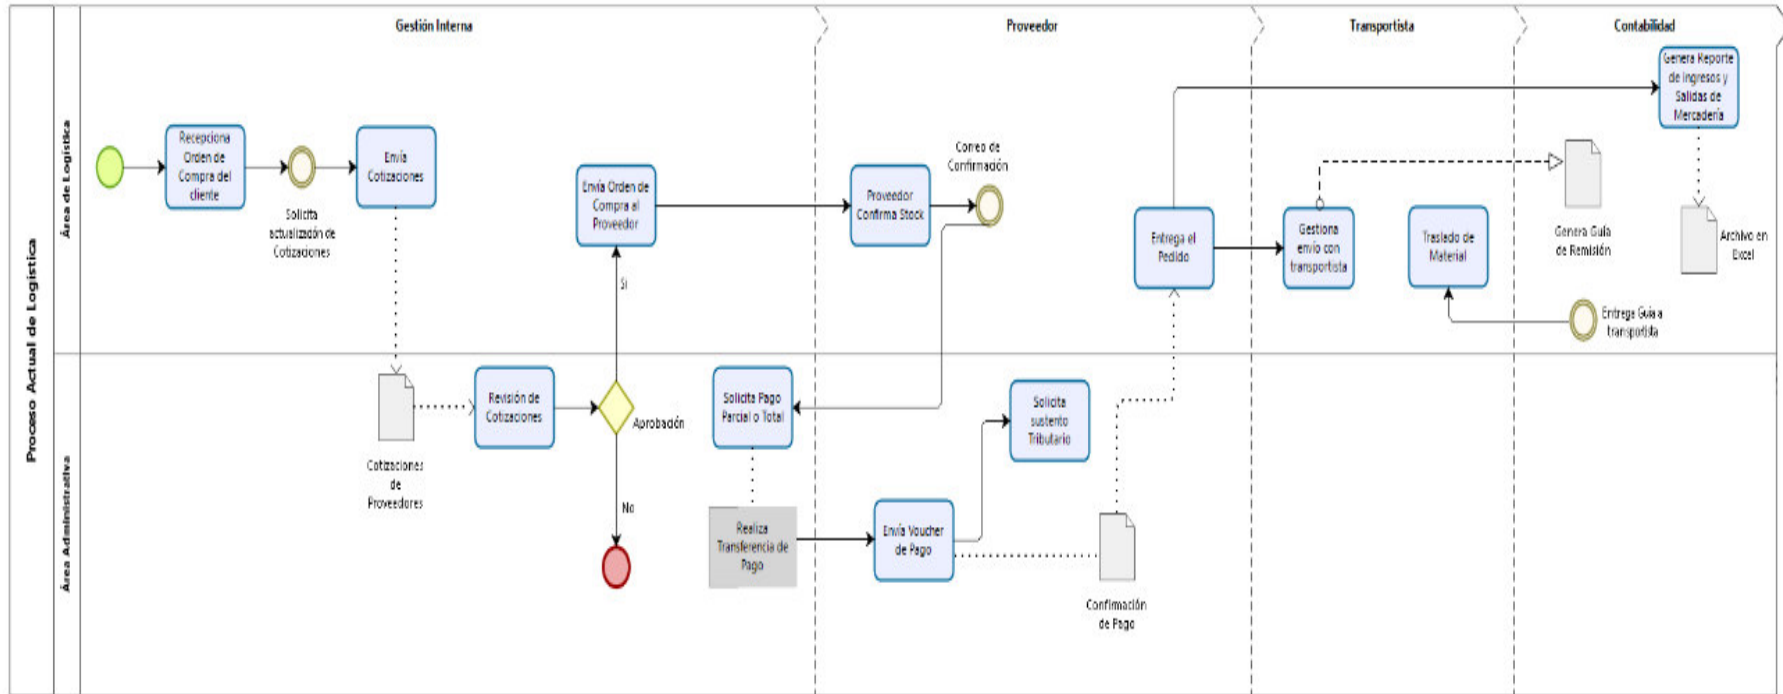 Proceso Actual de Logística
Área de Logística
Área Administrativa
Gestión Interna
Proveedor
Transportista
Contabilidad
Recepciona
Orden de
Compra del
cliente
Solicita
actualización de
Cotizaciones
Envía
Cotizaciones
Envía Orden de
Compra al
Proveedor
Si
Proveedor
Confirma Stock
Correo de
Confirmación
Entrega el
Pedido
Gestiona
envío con
transportista
Traslado de
Material
Genera Guía
de Remisión
Entrega Guía a
transportista
Genera Reporte
de Ingresos y
Salidas de
Mercadería
Archivo en
Excel
Cotizaciones
de
Proveedores
Revisión de
Cotizaciones
Aprobación
No
Solicita Pago
Parcial o Total
Realiza
Transferencia de
Pago
Envía Voucher
de Pago
Solicita
sustento
Tributario
Confirmación
de Pago